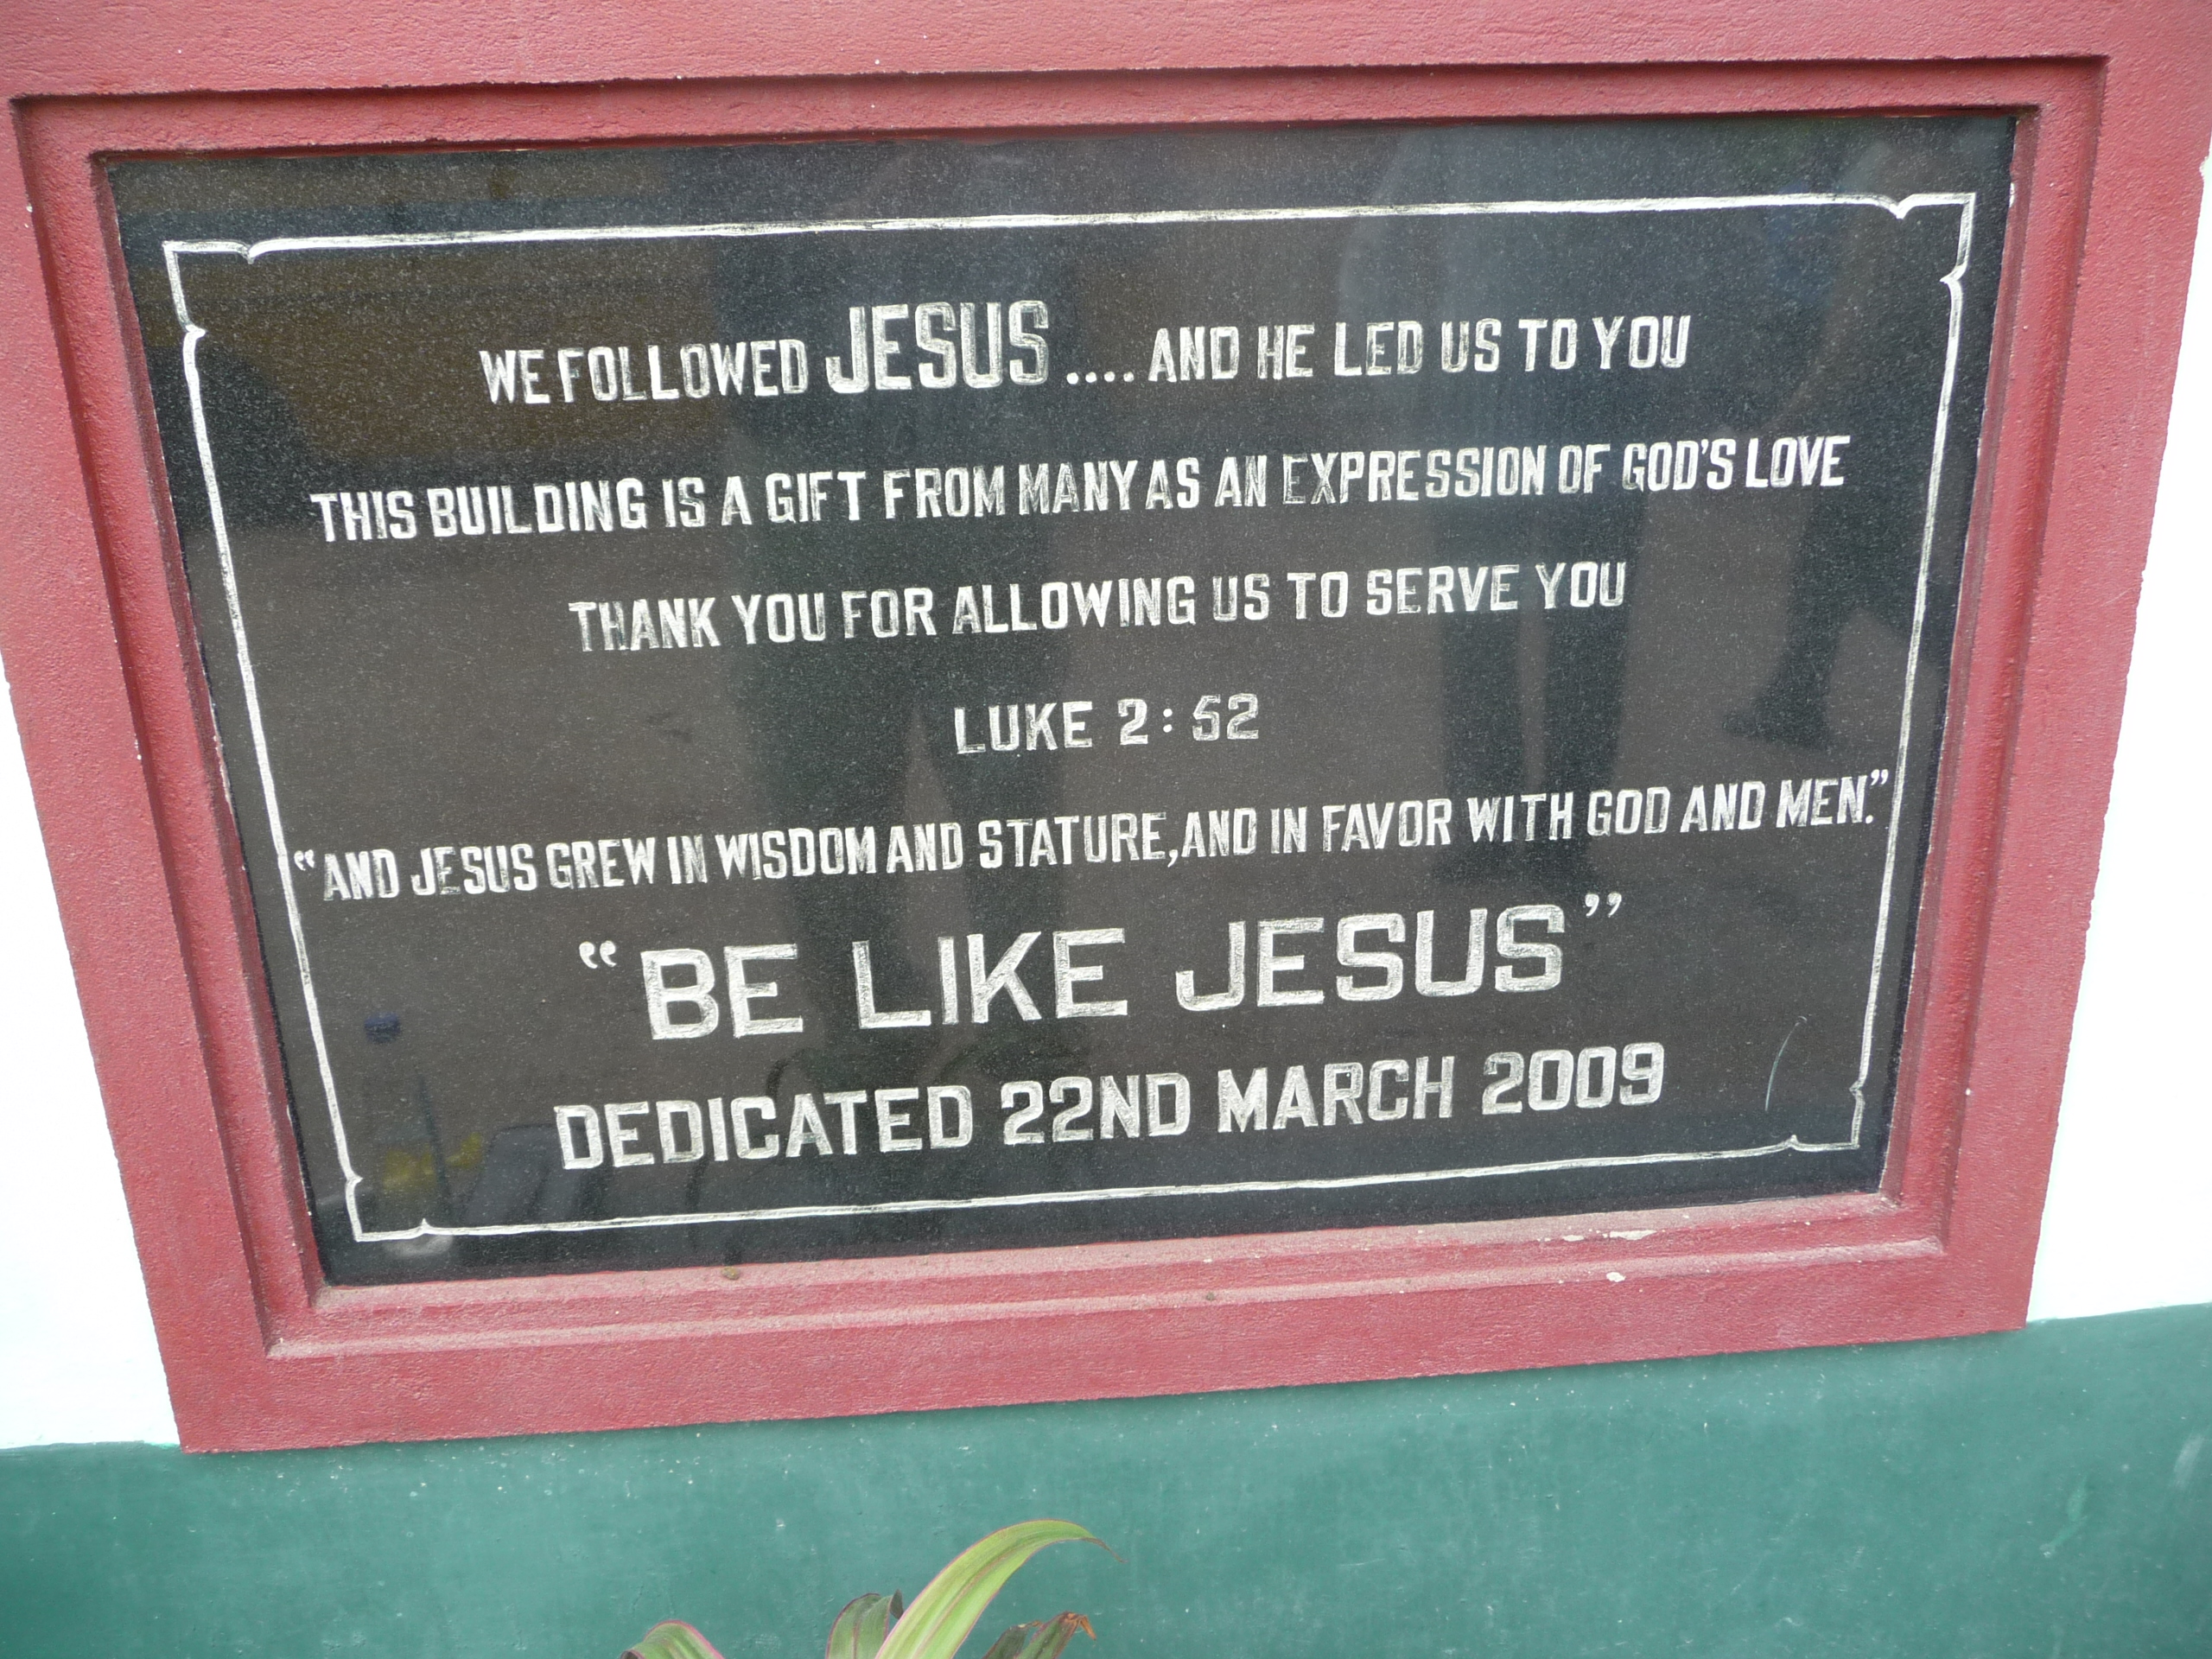 WE FOLLOWED JESUS .... AND HE LED US TO YOU
THIS BUILDING IS A GIFT FROM MANY AS AN EXPRESSION OF GOD'S LOVE
THANK YOU FOR ALLOWING US TO SERVE YOU
LUKE 2:52
“AND JESUS GREW IN WISDOM AND STATURE, AND IN FAVOR WITH GOD AND MEN.”
“BE LIKE JESUS”
DEDICATED 22ND MARCH 2009